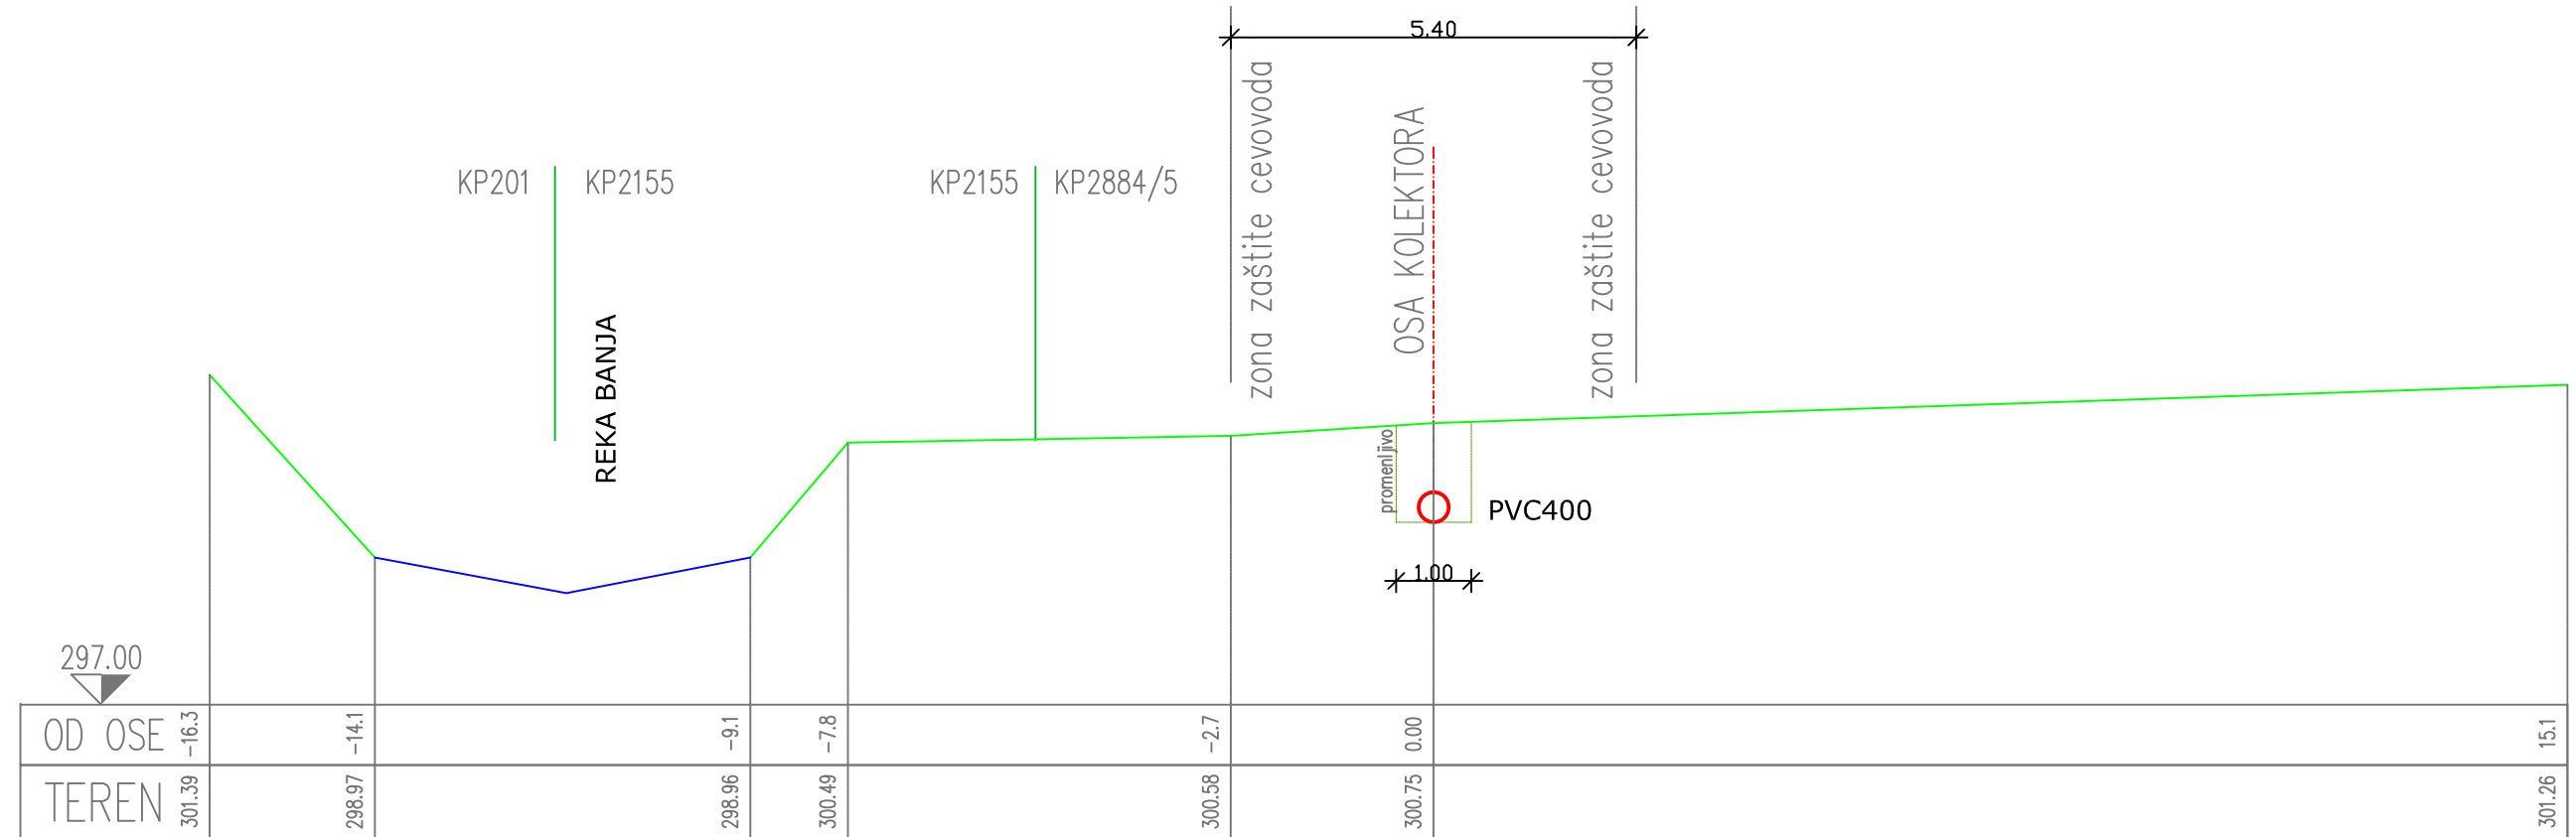 5.40
zona zaštite cevovoda
OSA KOLEKTORA
zona zaštite cevovoda
KP201
KP2155
KP2155
KP2884/5
REKA BANJA
promenljivo
PVC400
1.00
297.00
OD OSE -16.3 -14.1 -9.1 -7.8 -2.7 0.00 15.1
TEREN 301.39 298.97 298.96 300.49 300.58 300.75 301.26